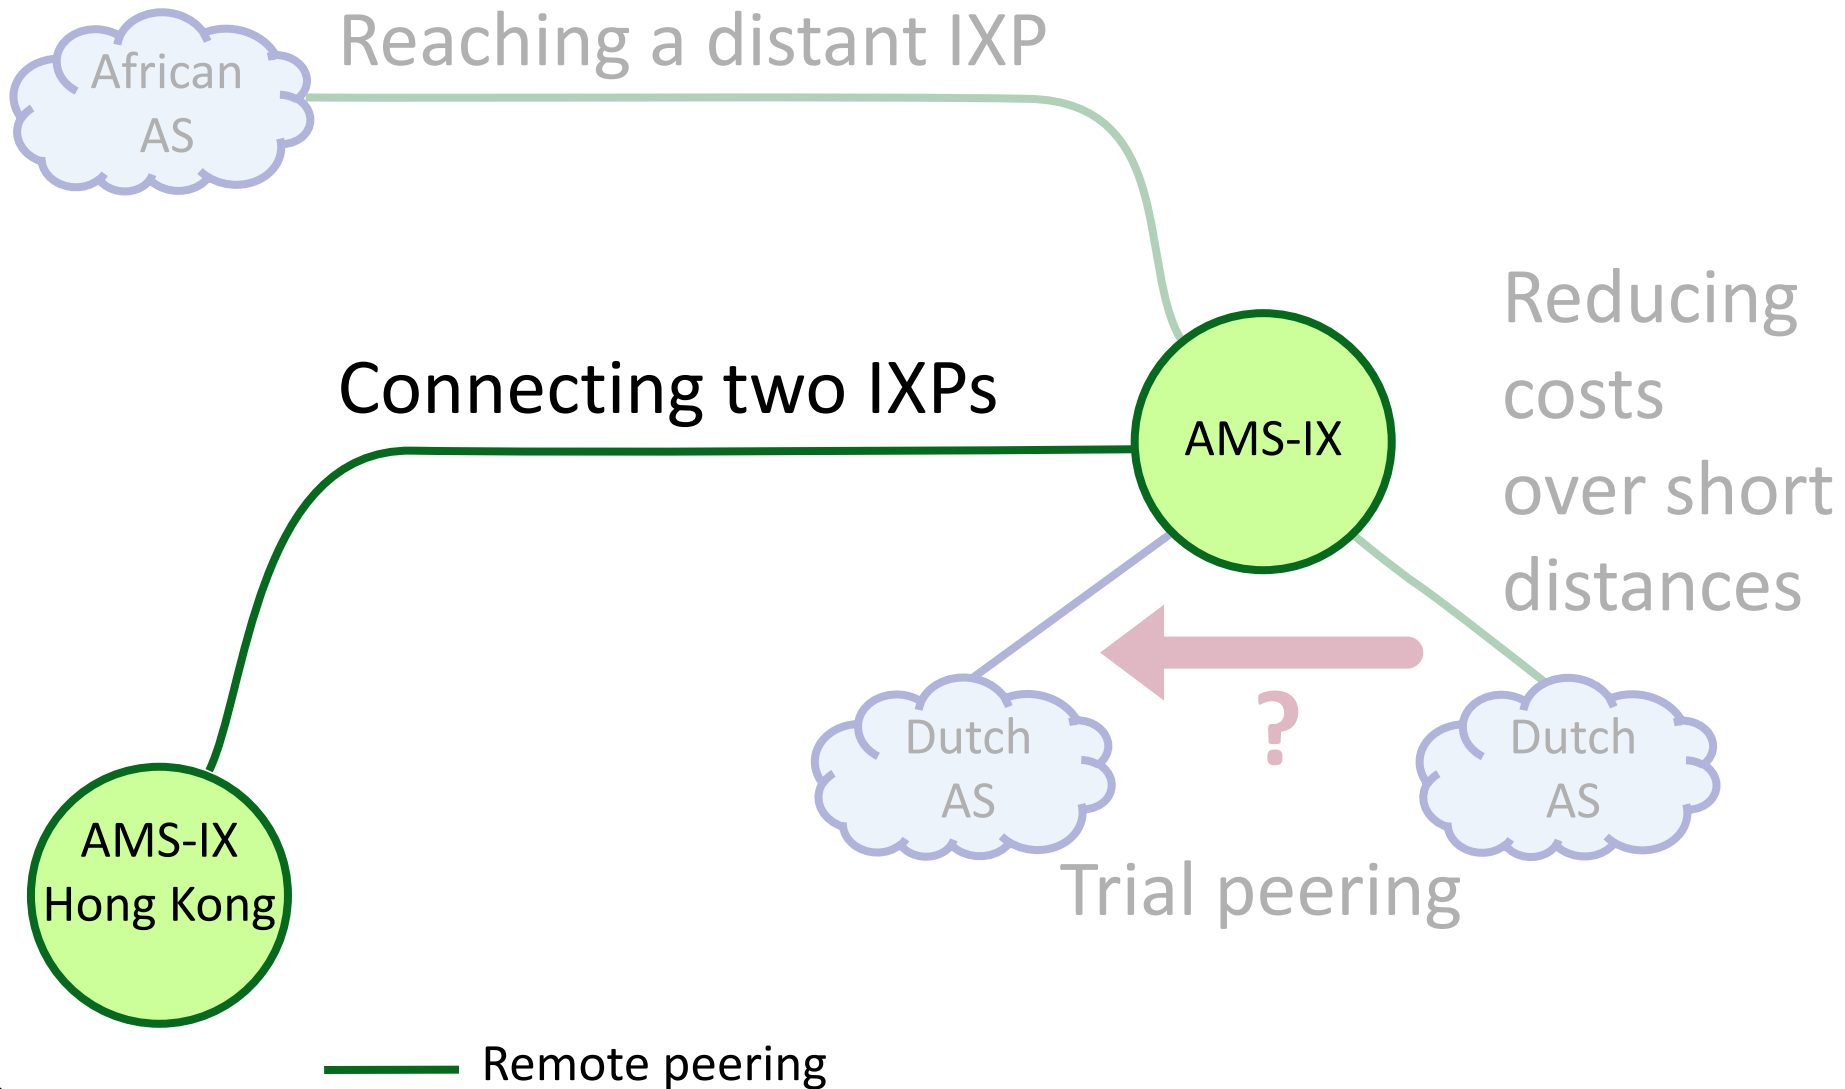 Reaching a distant IXP
African
AS
Connecting two IXPs
AMS-IX
Reducing
costs
over short
distances
Dutch
AS
?
Dutch
AS
Trial peering
AMS-IX
Hong Kong
Remote peering